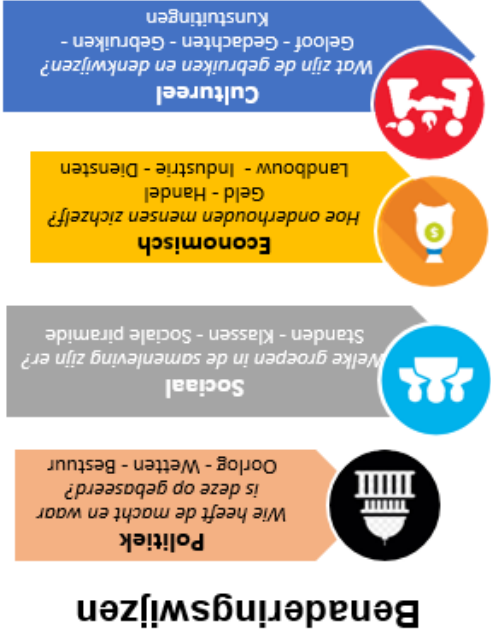 Benaderingswijzen
Politiek
Wie heeft de macht en waar
is deze op gebaseerd?
Oorlog - Wetten - Bestuur
Sociaal
Welke groepen in de samenleving zijn er?
Standen - Klassen - Sociale piramide
Economisch
Hoe onderhouden mensen zichzelf?
Geld - Handel
Landbouw - Industrie - Diensten
Cultureel
Wat zijn de gebruiken en denkwijzen?
Geloof - Gedachten - Gebruiken -
Kunstuitingen
$